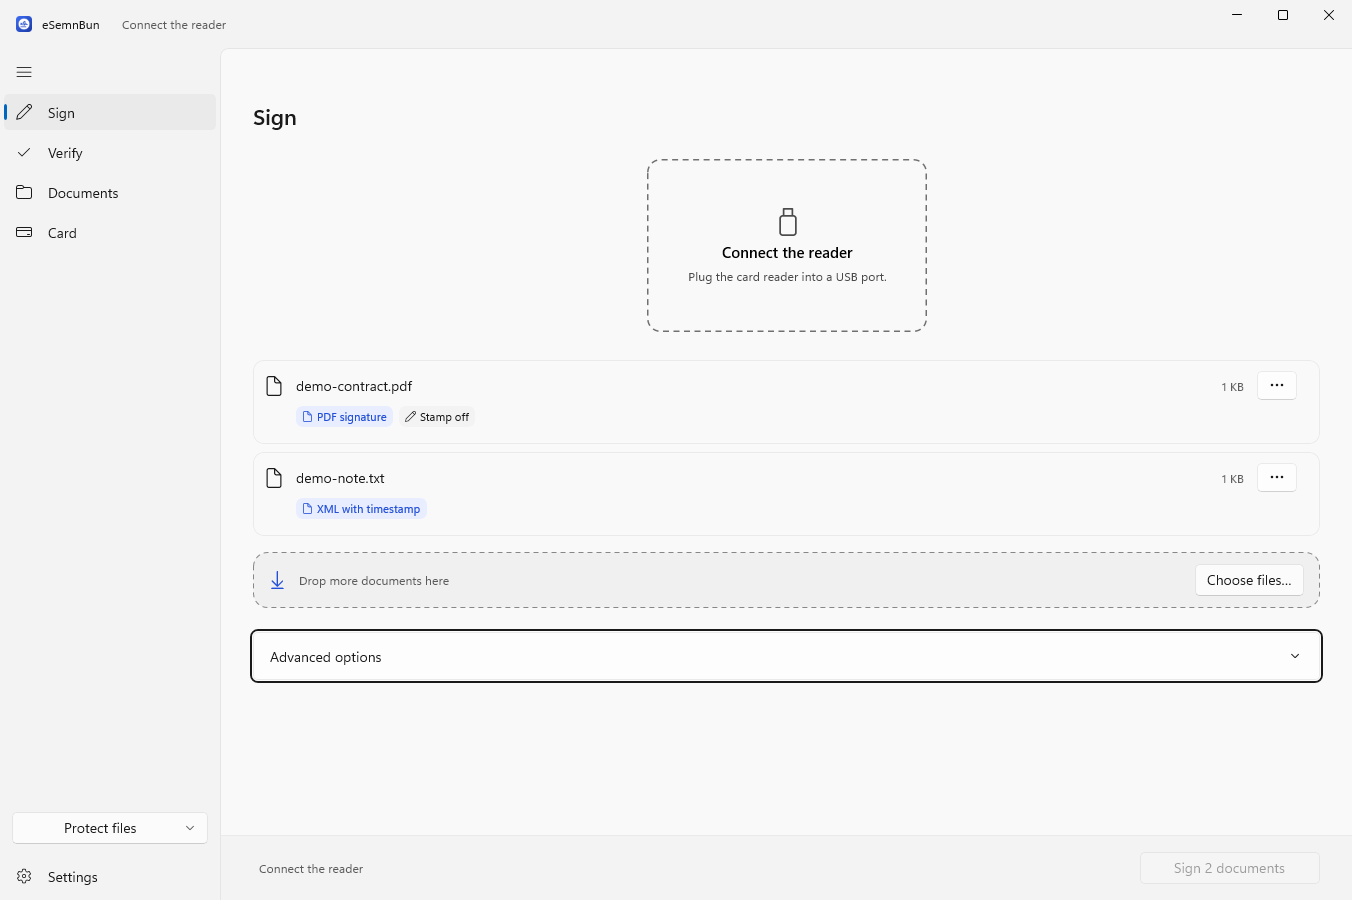 eSemnBun
Connect the reader
Sign
Verify
Documents
Card
Sign
Connect the reader
Plug the card reader into a USB port.
demo-contract.pdf
1 KB
PDF signature
Stamp off
demo-note.txt
1 KB
XML with timestamp
Drop more documents here
Choose files...
Advanced options
Protect files
Settings
Connect the reader
Sign 2 documents